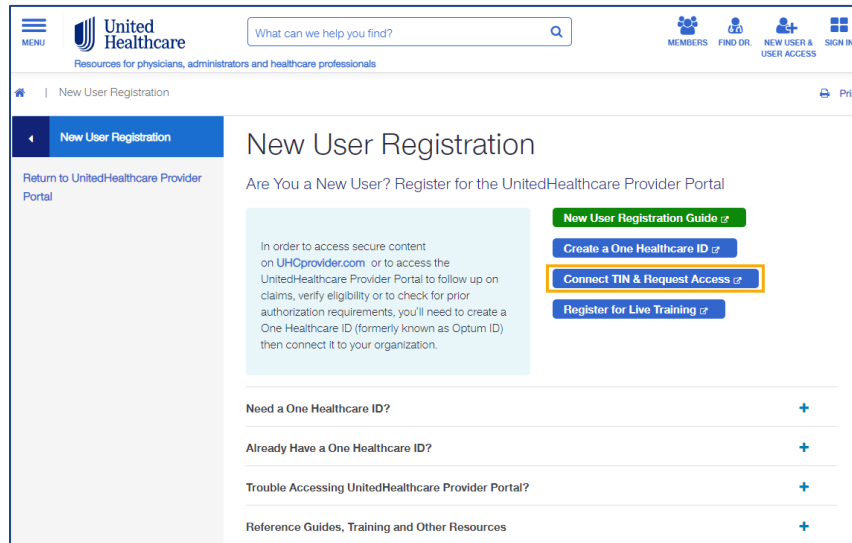 United
Healthcare
What can we help you find?
MENU
MEMBERS
FIND DR.
NEW USER &
USER ACCESS
SIGN IN
Resources for physicians, administrators and healthcare professionals
| New User Registration
Pri
New User Registration
Return to UnitedHealthcare Provider
Portal
New User Registration
Are You a New User? Register for the UnitedHealthcare Provider Portal
In order to access secure content
on UHCprovider.com or to access the
UnitedHealthcare Provider Portal to follow up on
claims, verify eligibility or to check for prior
authorization requirements, you'll need to create a
One Healthcare ID (formerly known as Optum ID)
then connect it to your organization.
New User Registration Guide
Create a One Healthcare ID
Connect TIN & Request Access
Register for Live Training
Need a One Healthcare ID?
Already Have a One Healthcare ID?
Trouble Accessing UnitedHealthcare Provider Portal?
Reference Guides, Training and Other Resources